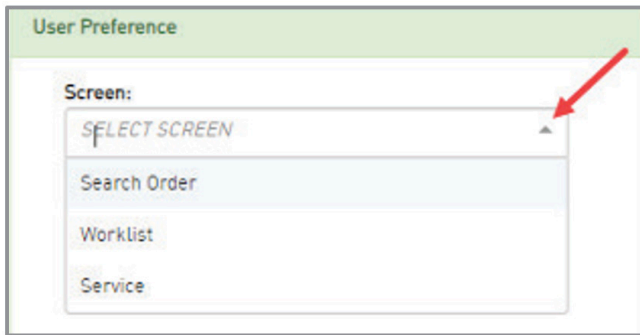 User Preference
Screen:
SELECT SCREEN
Search Order
Worklist
Service